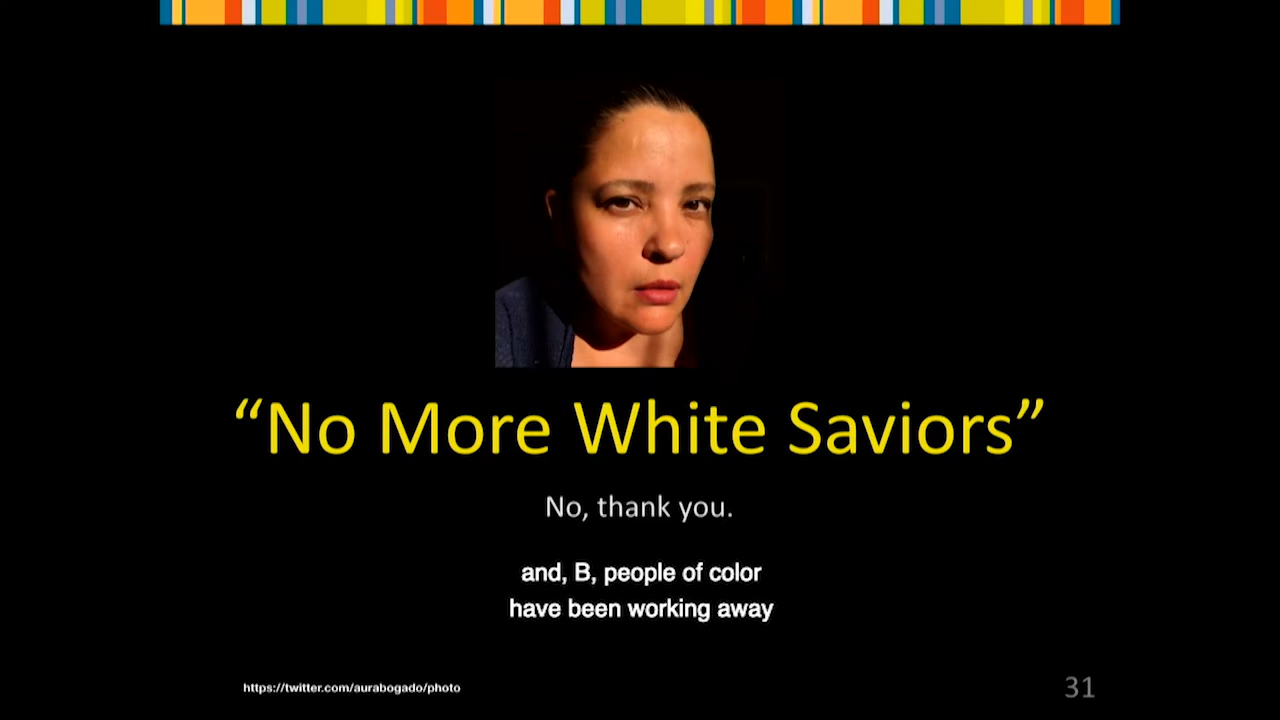 “No More White Saviors”
No, thank you.
and, B, people of color
have been working away
https://twitter.com/aurabogado/photo
31